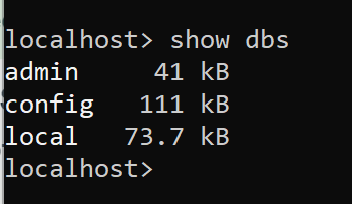 localhost> show dbs
admin     41 kB
config   111 kB
local   73.7 kB
localhost>